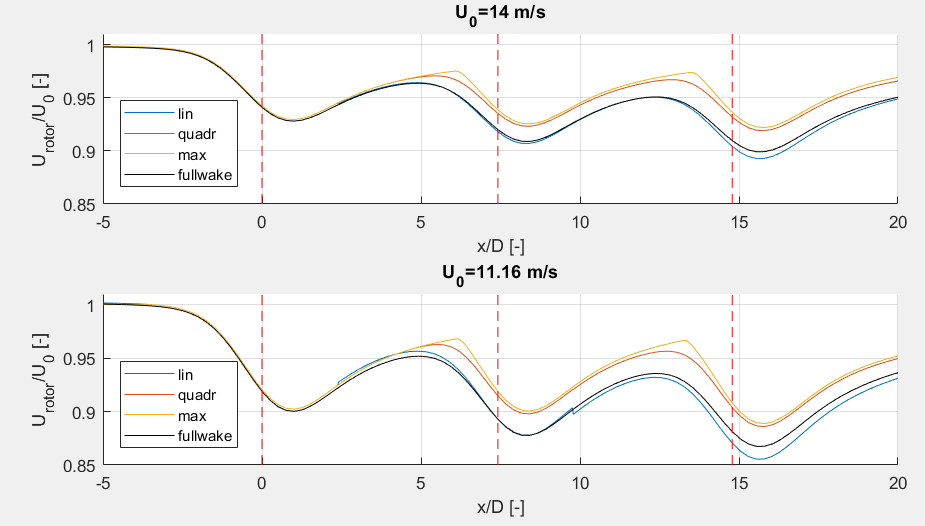 U0=14 m/s
Urotor/U0 [-]
1
0.95
0.9
0.85
lin
quadr
max
fullwake
-5
0
5
10
15
20
x/D [-]
U0=11.16 m/s
Urotor/U0 [-]
1
0.95
0.9
0.85
lin
quadr
max
fullwake
-5
0
5
10
15
20
x/D [-]